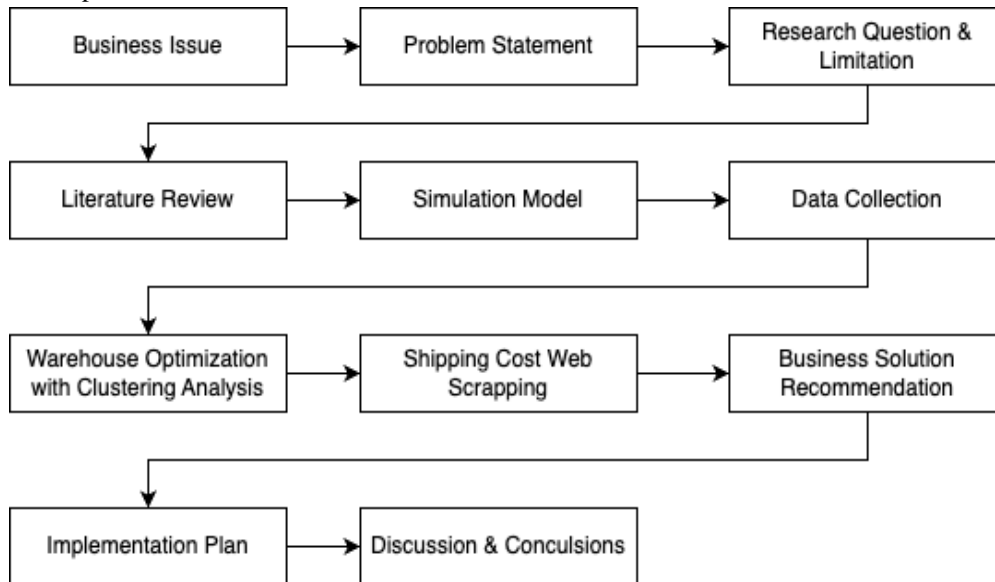 Business Issue
Problem Statement
Research Question &
Limitation
Literature Review
Simulation Model
Data Collection
Warehouse Optimization
with Clustering Analysis
Shipping Cost Web
Scrapping
Business Solution
Recommendation
Implementation Plan
Discussion & Conculsions